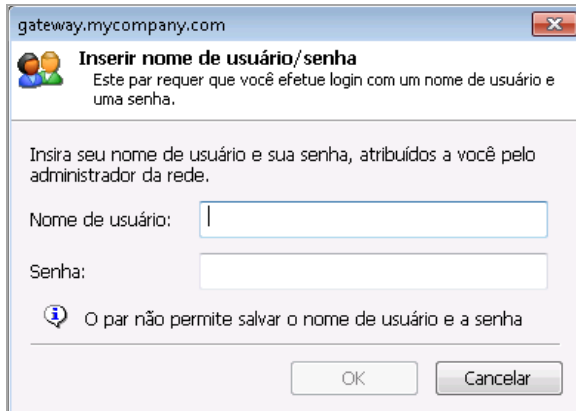 gateway.mycompany.com
Inserir nome de usuário/senha
Este par requer que você efetue login com um nome de usuário e
uma senha.
Insira seu nome de usuário e sua senha, atribuídos a você pelo
administrador da rede.
Nome de usuário:
Senha:
O par não permite salvar o nome de usuário e a senha
OK
Cancelar